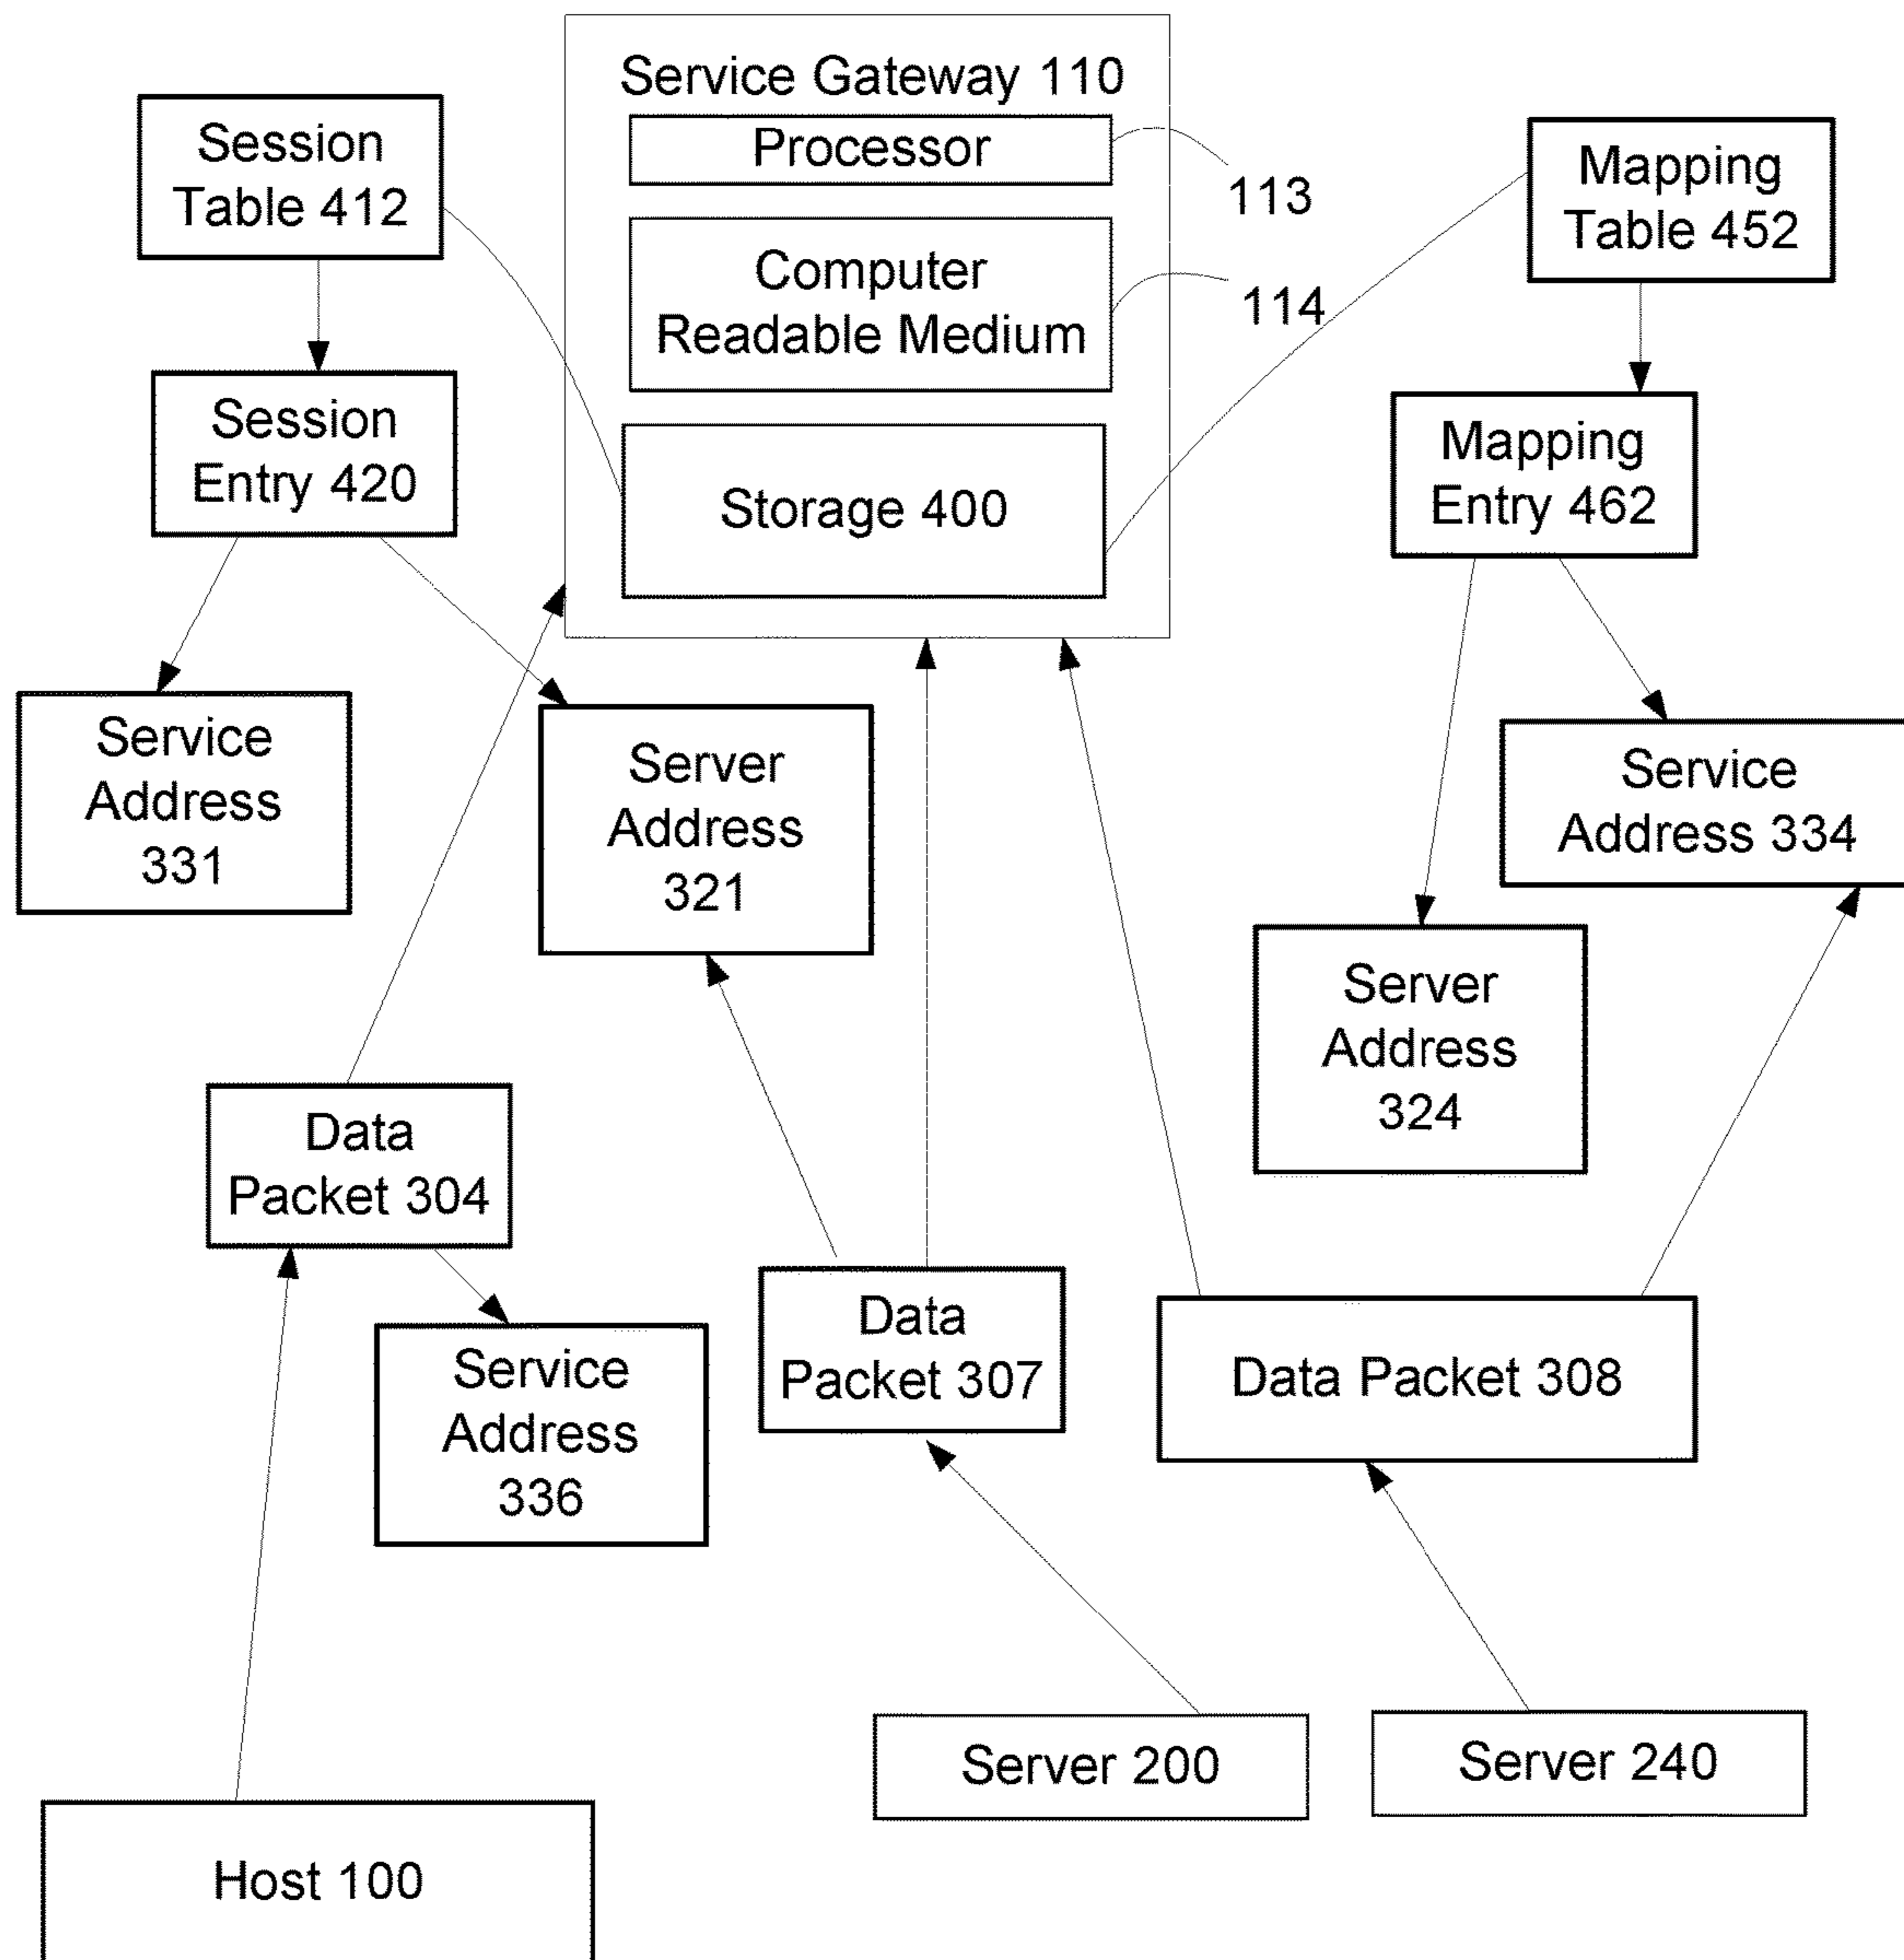 Service Gateway 110
Processor
113
Computer
Readable Medium
114
Storage 400
Session
Table 412
Session
Entry 420
Mapping
Table 452
Mapping
Entry 462
Service
Address
331
Server
Address
321
Service
Address 334
Server
Address
324
Data
Packet 304
Service
Address
336
Data
Packet 307
Data Packet 308
Server 200
Server 240
Host 100